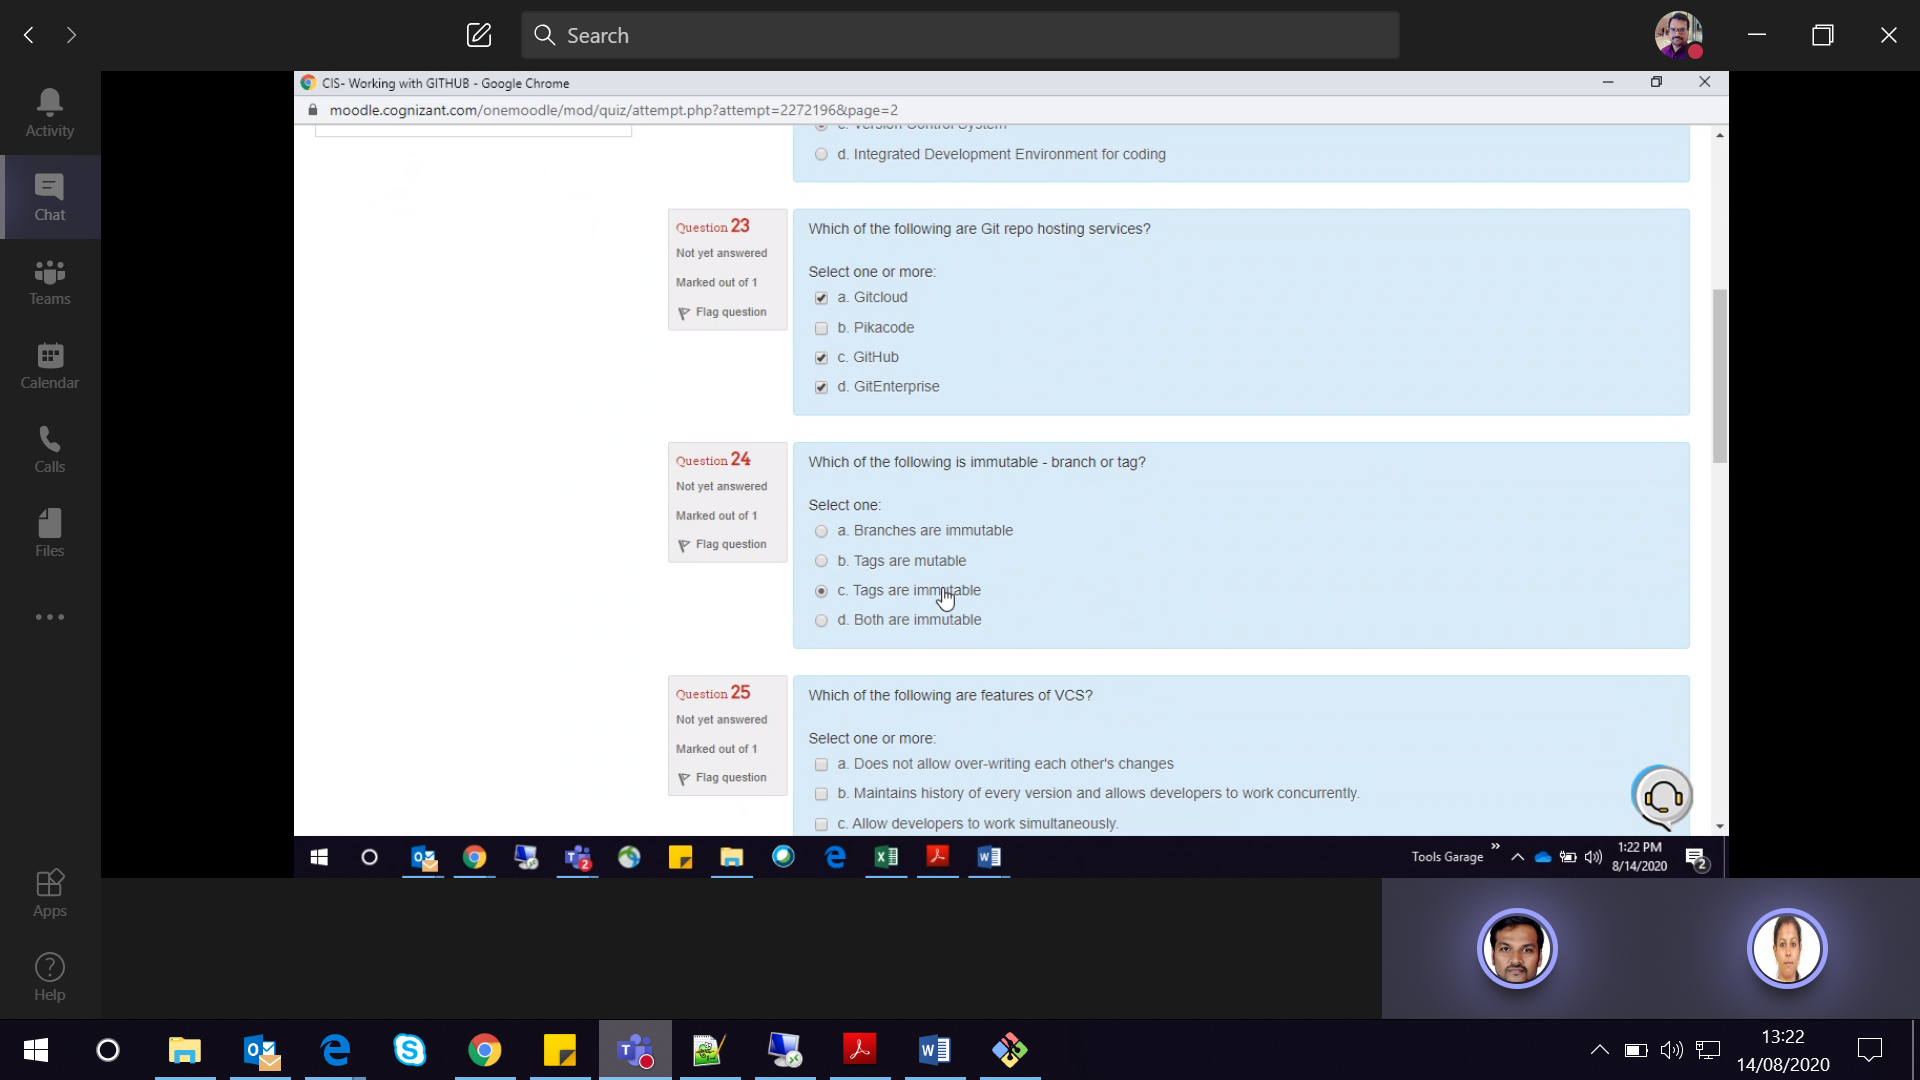 Search
Activity
Chat
Teams
Calendar
Calls
Files
Apps
Help
CIS- Working with GITHUB - Google Chrome
moodle.cognizant.com/onemoodle/mod/quiz/attempt.php?attempt=2272196&page=2
c. Version Control System
d. Integrated Development Environment for coding
Question 23
Not yet answered
Marked out of 1
Flag question
Which of the following are Git repo hosting services?
Select one or more:
a. Gitcloud
b. Pikacode
c. GitHub
d. GitEnterprise
Question 24
Not yet answered
Marked out of 1
Flag question
Which of the following is immutable - branch or tag?
Select one:
a. Branches are immutable
b. Tags are mutable
c. Tags are immutable
d. Both are immutable
Question 25
Not yet answered
Marked out of 1
Flag question
Which of the following are features of VCS?
Select one or more:
a. Does not allow over-writing each other's changes
b. Maintains history of every version and allows developers to work concurrently.
c. Allow developers to work simultaneously.
Tools Garage
1:22 PM
8/14/2020
2
2
13:22
14/08/2020